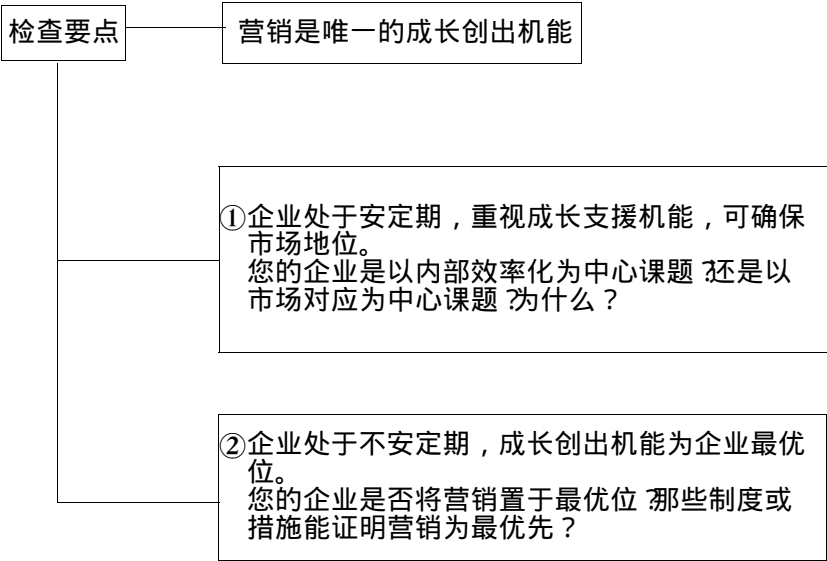 检查要点
营销是唯一的成长创出机能
①企业处于安定期，重视成长支援机能，可确保
市场地位。
您的企业是以内部效率化为中心课题？还是以
市场对应为中心课题？为什么？
②企业处于不安定期，成长创出机能为企业最优
位。
您的企业是否将营销置于最优位？那些制度或
措施能证明营销为最优先？